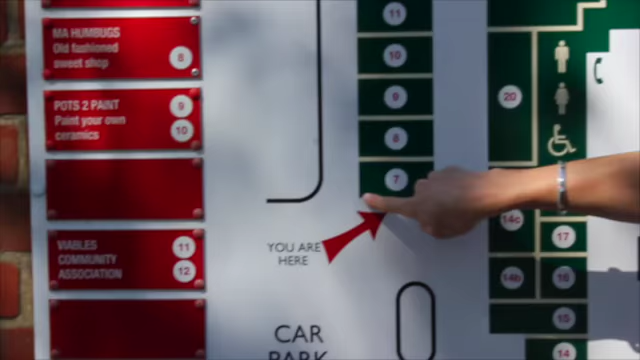 MA HUMBUGS
Old fashioned
sweet shop
8
POTS 2 PAINT
Paint your own
ceramics
9
10
VIABLES
COMMUNITY
ASSOCIATION
11
12
YOU ARE
HERE
CAR
PARK
11
10
9
8
7
20
14c
17
14b
16
15
14